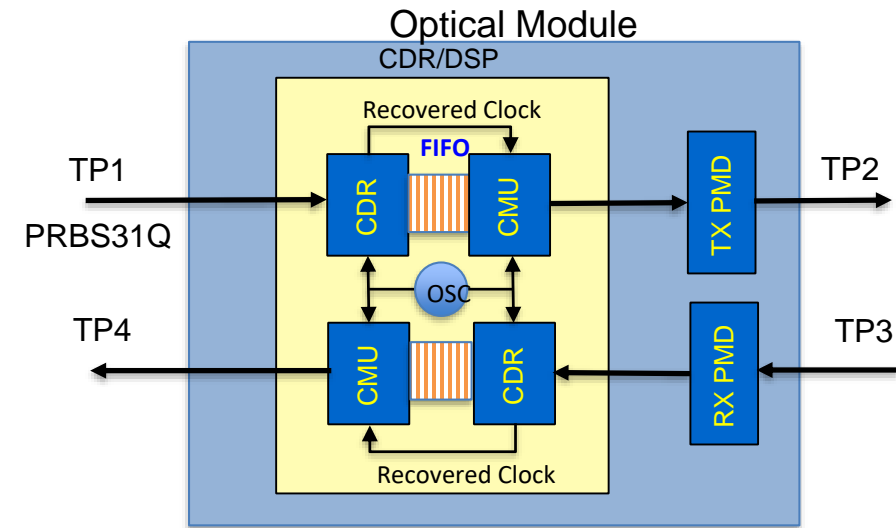 Optical Module
CDR/DSP
Recovered Clock
FIFO
TP1
CDR
CMU
TX PMD
TP2
PRBS31Q
OSC
TP4
CMU
CDR
RX PMD
TP3
Recovered Clock